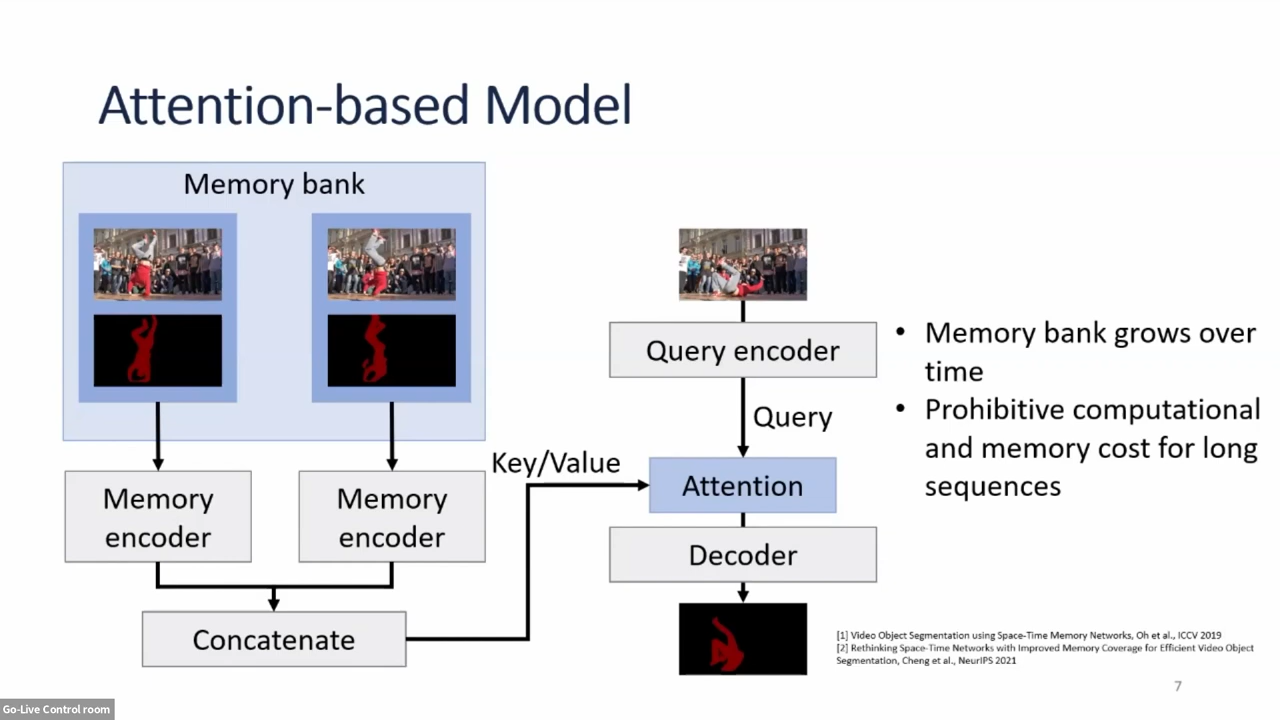 Attention-based Model
Memory bank
Memory
encoder
Memory
encoder
Concatenate
Key/Value
Query encoder
Query
Attention
Decoder
• Memory bank grows over
time
• Prohibitive computational
and memory cost for long
sequences
[1] Video Object Segmentation using Space-Time Memory Networks, Oh et al., ICCV 2019
[2] Rethinking Space-Time Networks with Improved Memory Coverage for Efficient Video Object
Segmentation, Cheng et al., NeurIPS 2021
7
Go-Live Control room